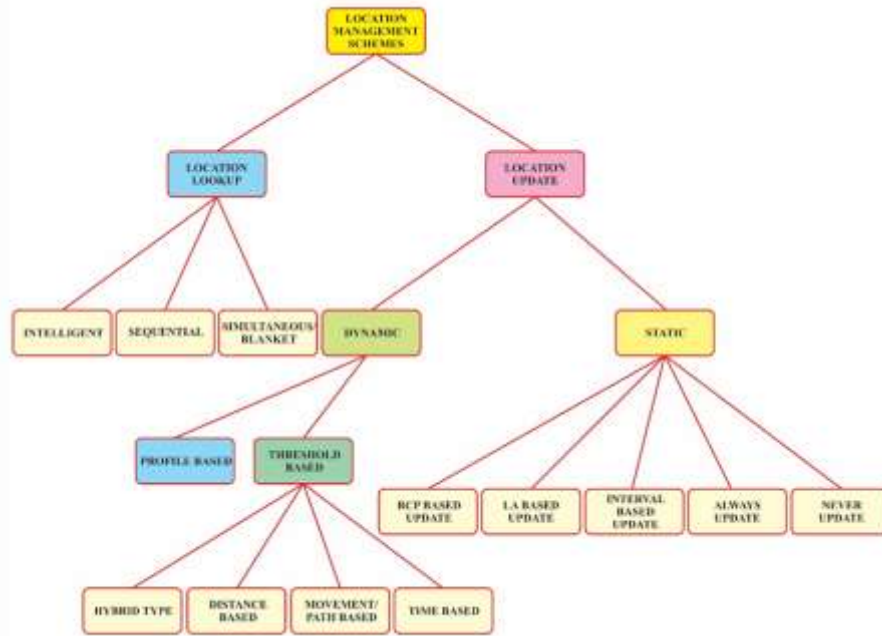 LOCATION
MANAGEMENT
SCHEMES
LOCATION
LOOKUP
LOCATION
UPDATE
INTELLIGENT
SEQUENTIAL
SIMULTANEOUS/
BLANKET
DYNAMIC
STATIC
PROFILE BASED
THRESHOLD
BASED
RCP BASED
UPDATE
LA BASED
UPDATE
INTERVAL
BASED
UPDATE
ALWAYS
UPDATE
NEVER
UPDATE
HYBRID TYPE
DISTANCE
BASED
MOVEMENT/
PATH BASED
TIME BASED